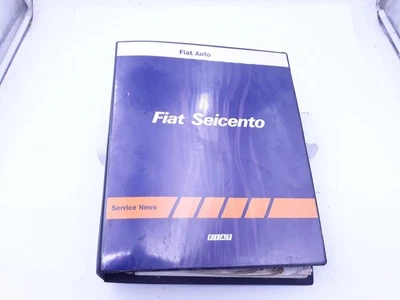 Fiat Auto
Fiat Seicento
Service News
FIAT